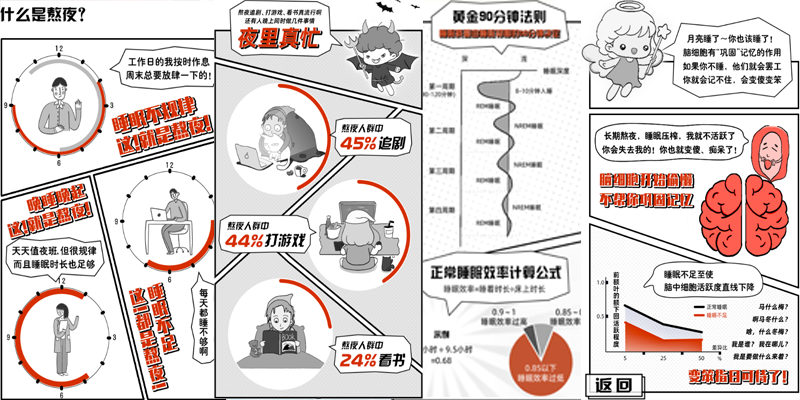 什么是熬夜？
12
3
6
9
工作日的我按时作息
周末总要放肆一下的！
睡眠不规律
这！就是熬夜！
晚睡晚起
这！就是熬夜！
12
3
6
9
天天值夜班，但很规律
而且睡眠时长也足够
12
3
6
9
睡眠不足
这！都是熬夜！
每天都睡不够啊
熬夜追剧，打游戏，看书真流行啊
还有人晚上同时做几件事情
夜里真忙
熬夜人群中
45%追剧
熬夜人群中
44%打游戏
熬夜人群中
24%看书
黄金90分钟法则
深
浅
睡眠深度
第一周期
90-120分钟)
5-10分钟入睡
REM睡眠
NREM睡眠
第二周期
REM睡眠
NREM睡眠
第三周期
REM睡眠
NREM睡眠
第四周期
REM睡眠
正常睡眠效率计算公式
睡眠效率=睡着时长÷床上时长
0.9~1
睡眠效率过高
0.85~0
睡眠效率
小时÷9.5小时
=0.68
0.85以下
睡眠效率过低
月亮睡了~你也该睡了！
脑细胞有“巩固”记忆的作用
如果你不睡，他们就会罢工
你就会记不住，会变傻变笨
长期熬夜，睡眠压榨，我就不活跃了
你会失去我的！你也就变傻、痴呆了！
脑细胞开始偷懒
不帮你巩固记忆
睡眠不足至使
脑中细胞活跃度直线下降
前额叶的额下回活跃程度
1.0
0.5
0
5
25
50
%
差异比
正常睡眠
睡眠不足
马什么梅？
啊马冬什么？
啥，什么冬梅？
我是谁？我在哪儿？
我是要做什么来着？
变笨指日可待了！
返回